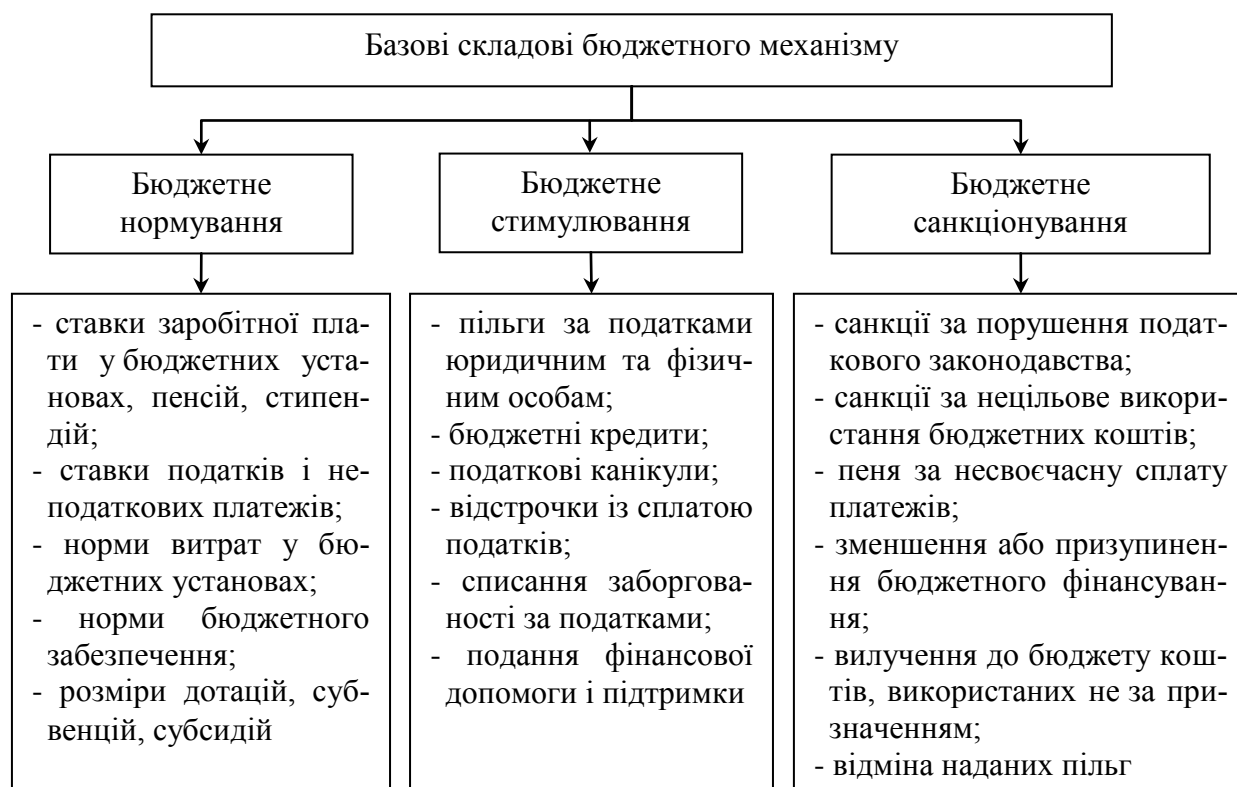 Базові складові бюджетного механізму
Бюджетне
нормування
Бюджетне
стимулювання
Бюджетне
санкціонування
- ставки заробітної пла-
ти у бюджетних уста-
новах, пенсій, стипен-
дій;
- ставки податків і не-
податкових платежів;
- норми витрат у бю-
джетних установах;
- норми бюджетного
забезпечення;
- розміри дотацій, суб-
венцій, субсидій
- пільги за податками
юридичним та фізич-
ним особам;
- бюджетні кредити;
- податкові канікули;
- відстрочки із сплатою
податків;
- списання заборгова-
ності за податками;
- подання фінансової
допомоги і підтримки
- санкції за порушення подат-
кового законодавства;
- санкції за нецільове викори-
стання бюджетних коштів;
- пеня за несвоєчасну сплату
платежів;
- зменшення або призупинен-
ня бюджетного фінансуван-
ня;
- вилучення до бюджету кош-
тів, використаних не за при-
значенням;
- відміна наданих пільг